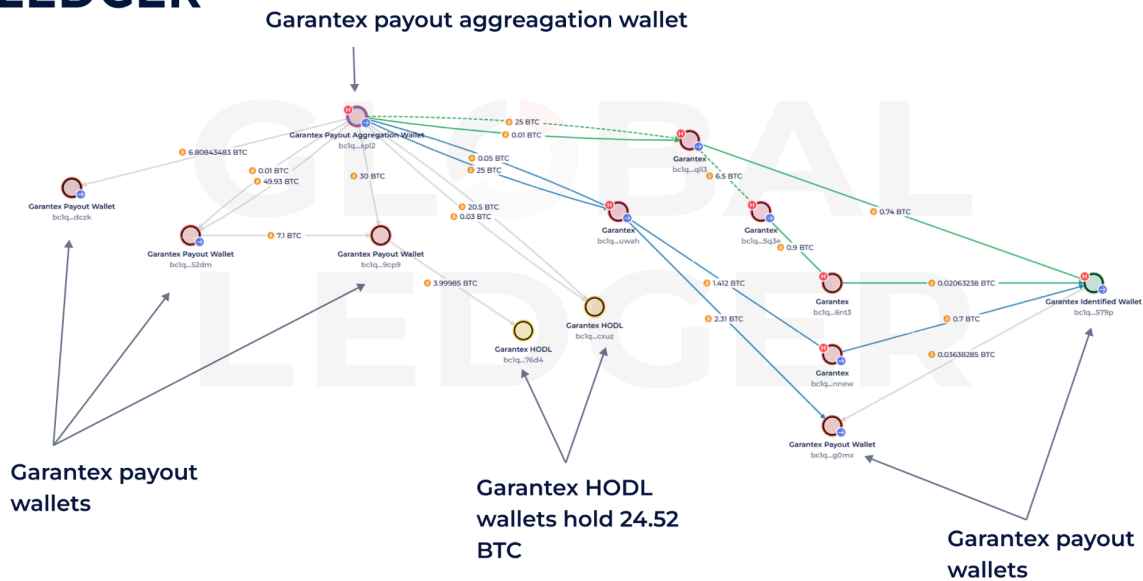 LEDGER
Garantex payout aggreagation wallet
GLOBAL
LEDGER
Garantex Payout Aggregation Wallet
bc1q...xpl2
25 BTC
0.01 BTC
Garantex
bc1q...qll3
6.80843483 BTC
0.01 BTC
49.93 BTC
30 BTC
0.05 BTC
25 BTC
6.5 BTC
Garantex Payout Wallet
bc1q...dczk
20.5 BTC
0.03 BTC
Garantex
bc1q...uwah
Garantex
bc1q...5q3e
0.74 BTC
Garantex Payout Wallet
bc1q...52dm
7.1 BTC
Garantex Payout Wallet
bc1q...9cp9
0.9 BTC
3.99985 BTC
1.412 BTC
Garantex
bc1q...6nt3
0.02063238 BTC
Garantex Identified Wallet
bc1q...579p
Garantex HODL
bc1q...cxuz
2.31 BTC
0.7 BTC
Garantex HODL
bc1q...76d4
Garantex
bc1q...nnew
0.03638285 BTC
Garantex Payout Wallet
bc1q...g0mx
Garantex payout
wallets
Garantex HODL
wallets hold 24.52
BTC
Garantex payout
wallets